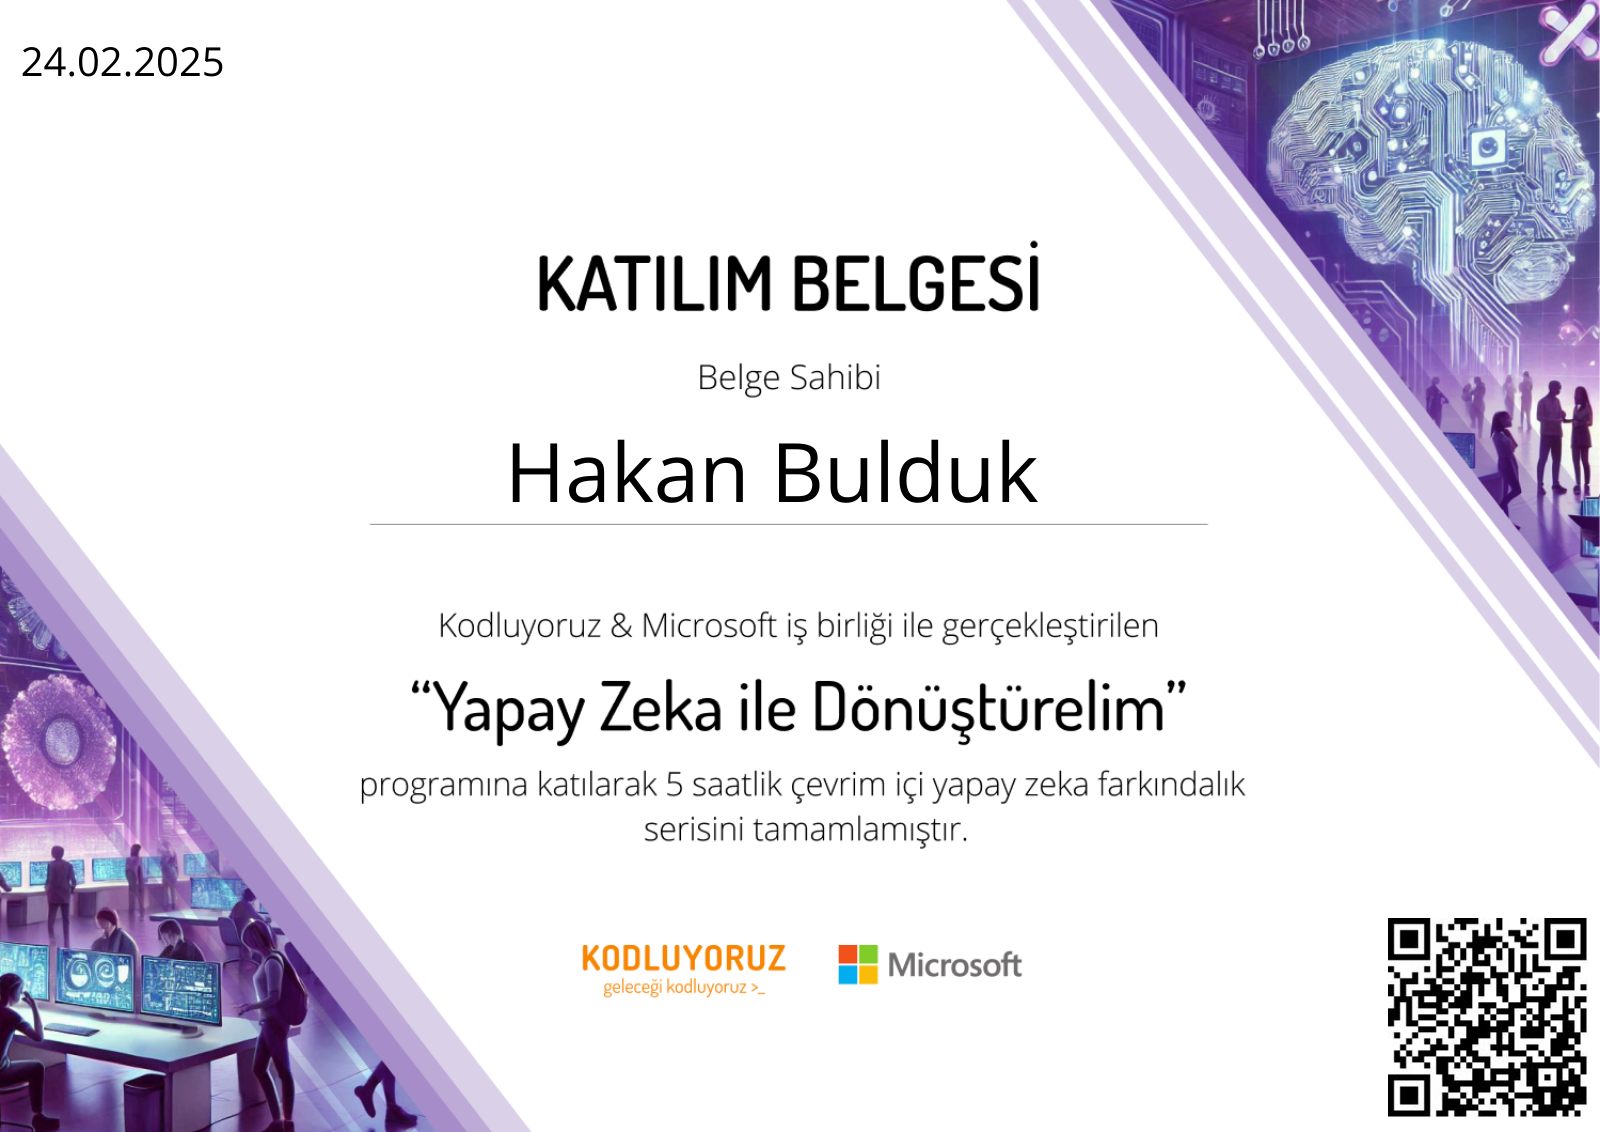 24.02.2025
KATILIM BELGESİ
Belge Sahibi
Hakan Bulduk
Kodluyoruz & Microsoft iş birliği ile gerçekleştirilen
“Yapay Zeka ile Dönüştürelim”
programına katılarak 5 saatlik çevrim içi yapay zeka farkındalık
serisini tamamlamıştır.
KODLUYORUZ
geleceği kodluyoruz >_
Microsoft